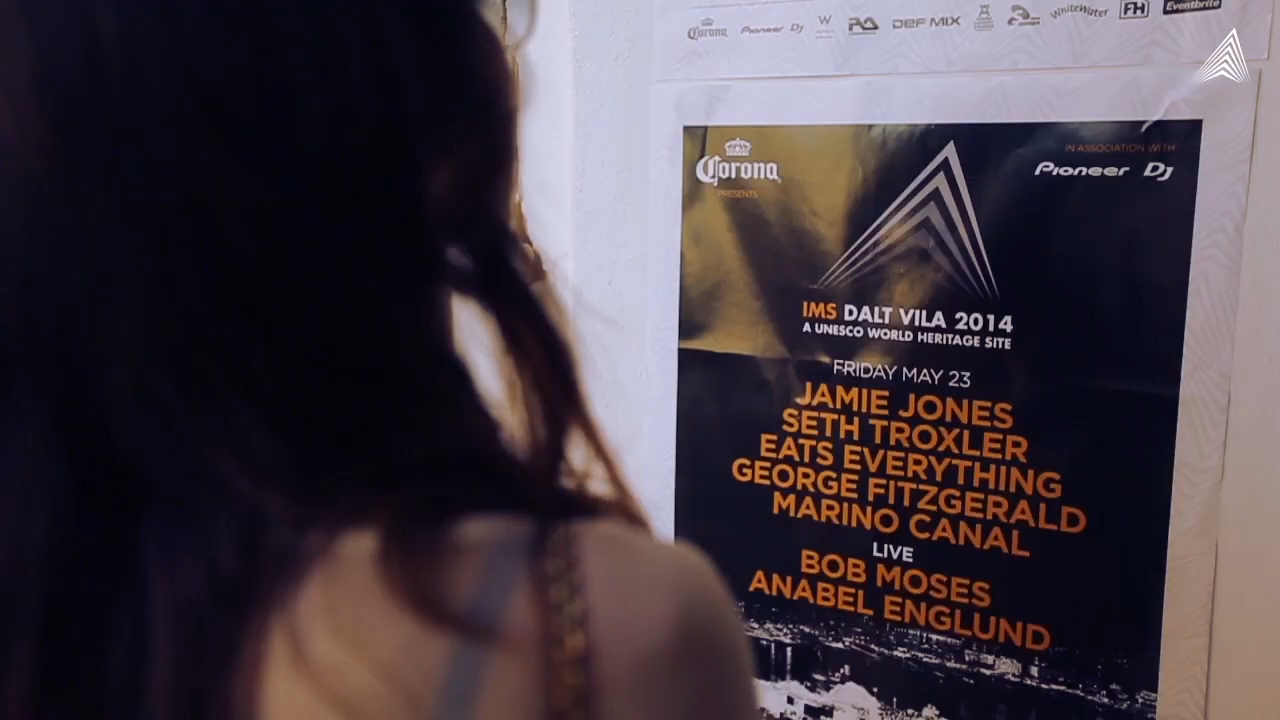 Corona Pioneer DJ W RA DEF MIX WHITEWATER FH Eventbrite
Corona
PRESENTS
IN ASSOCIATION WITH
Pioneer DJ
IMS DALT VILA 2014
A UNESCO WORLD HERITAGE SITE
FRIDAY MAY 23
JAMIE JONES
SETH TROXLER
EATS EVERYTHING
GEORGE FITZGERALD
MARINO CANAL
LIVE
BOB MOSES
ANABEL ENGLUND